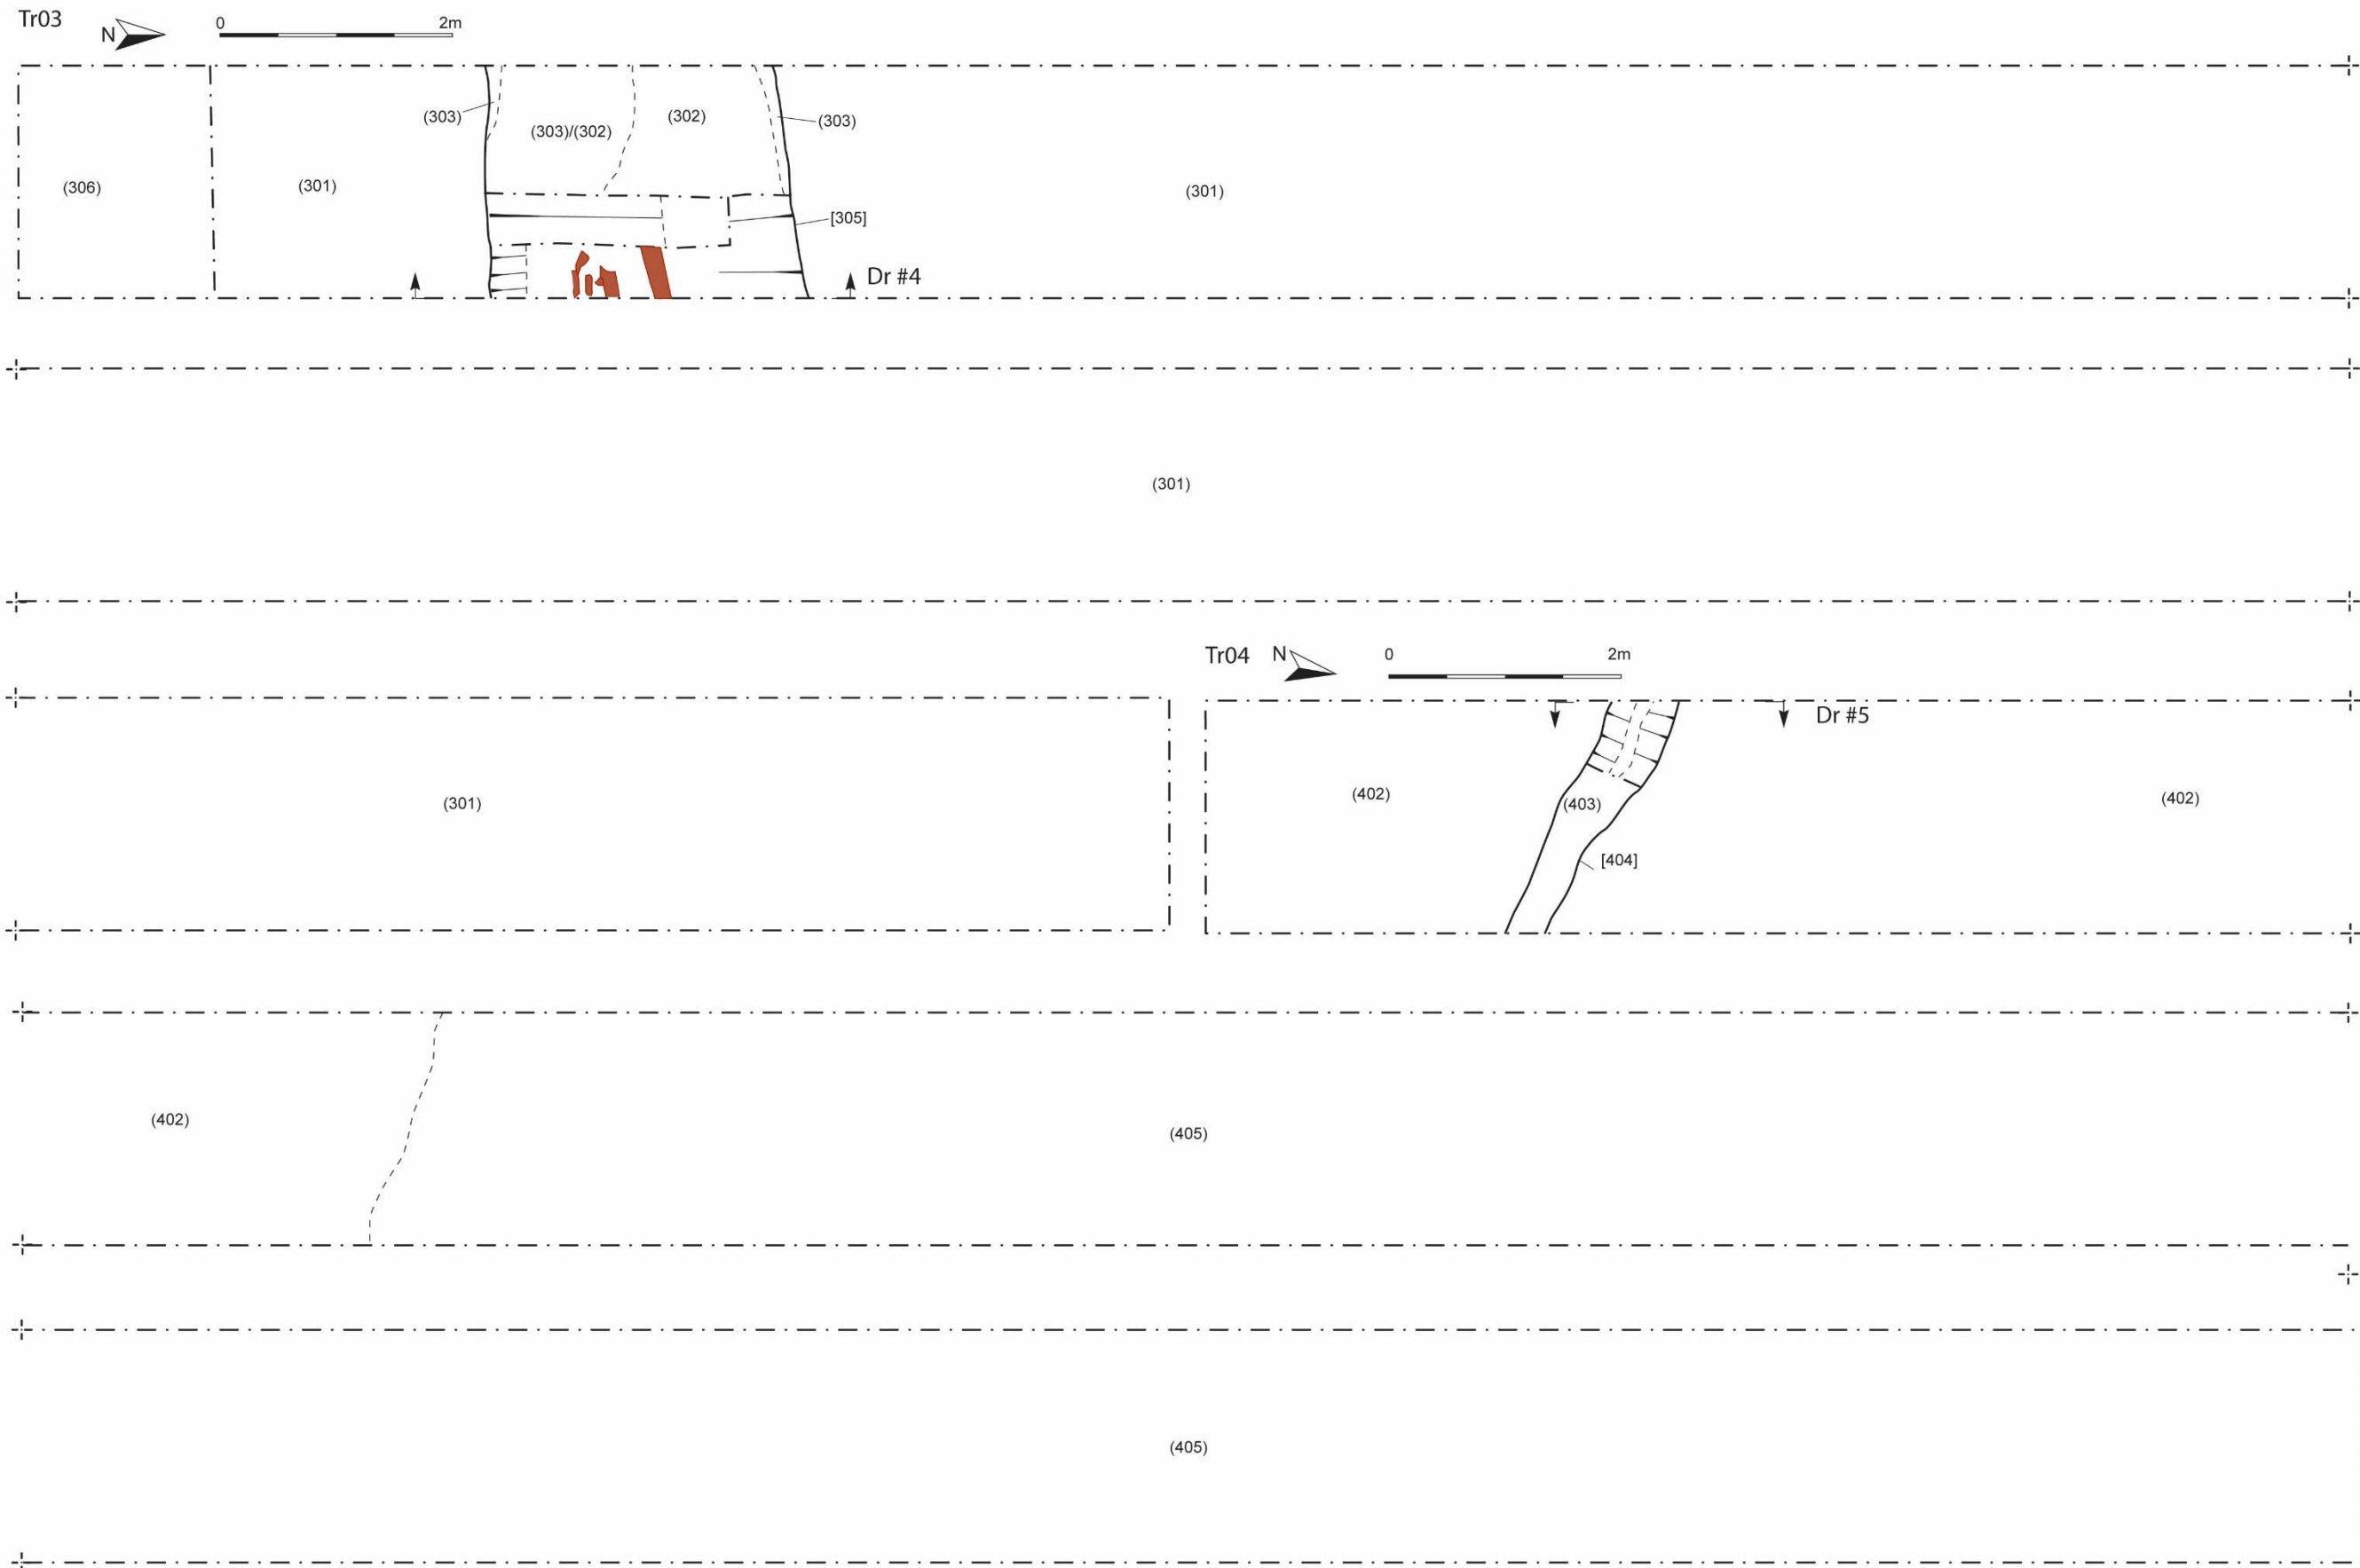 Tr03
N
0 2m
(303)
(303)/(302)
(302)
(303)
(306)
(301)
(301)
[305]
Dr #4
(301)
Tr04
N
0 2m
Dr #5
(301)
(402)
(403)
(402)
[404]
(402)
(405)
(405)